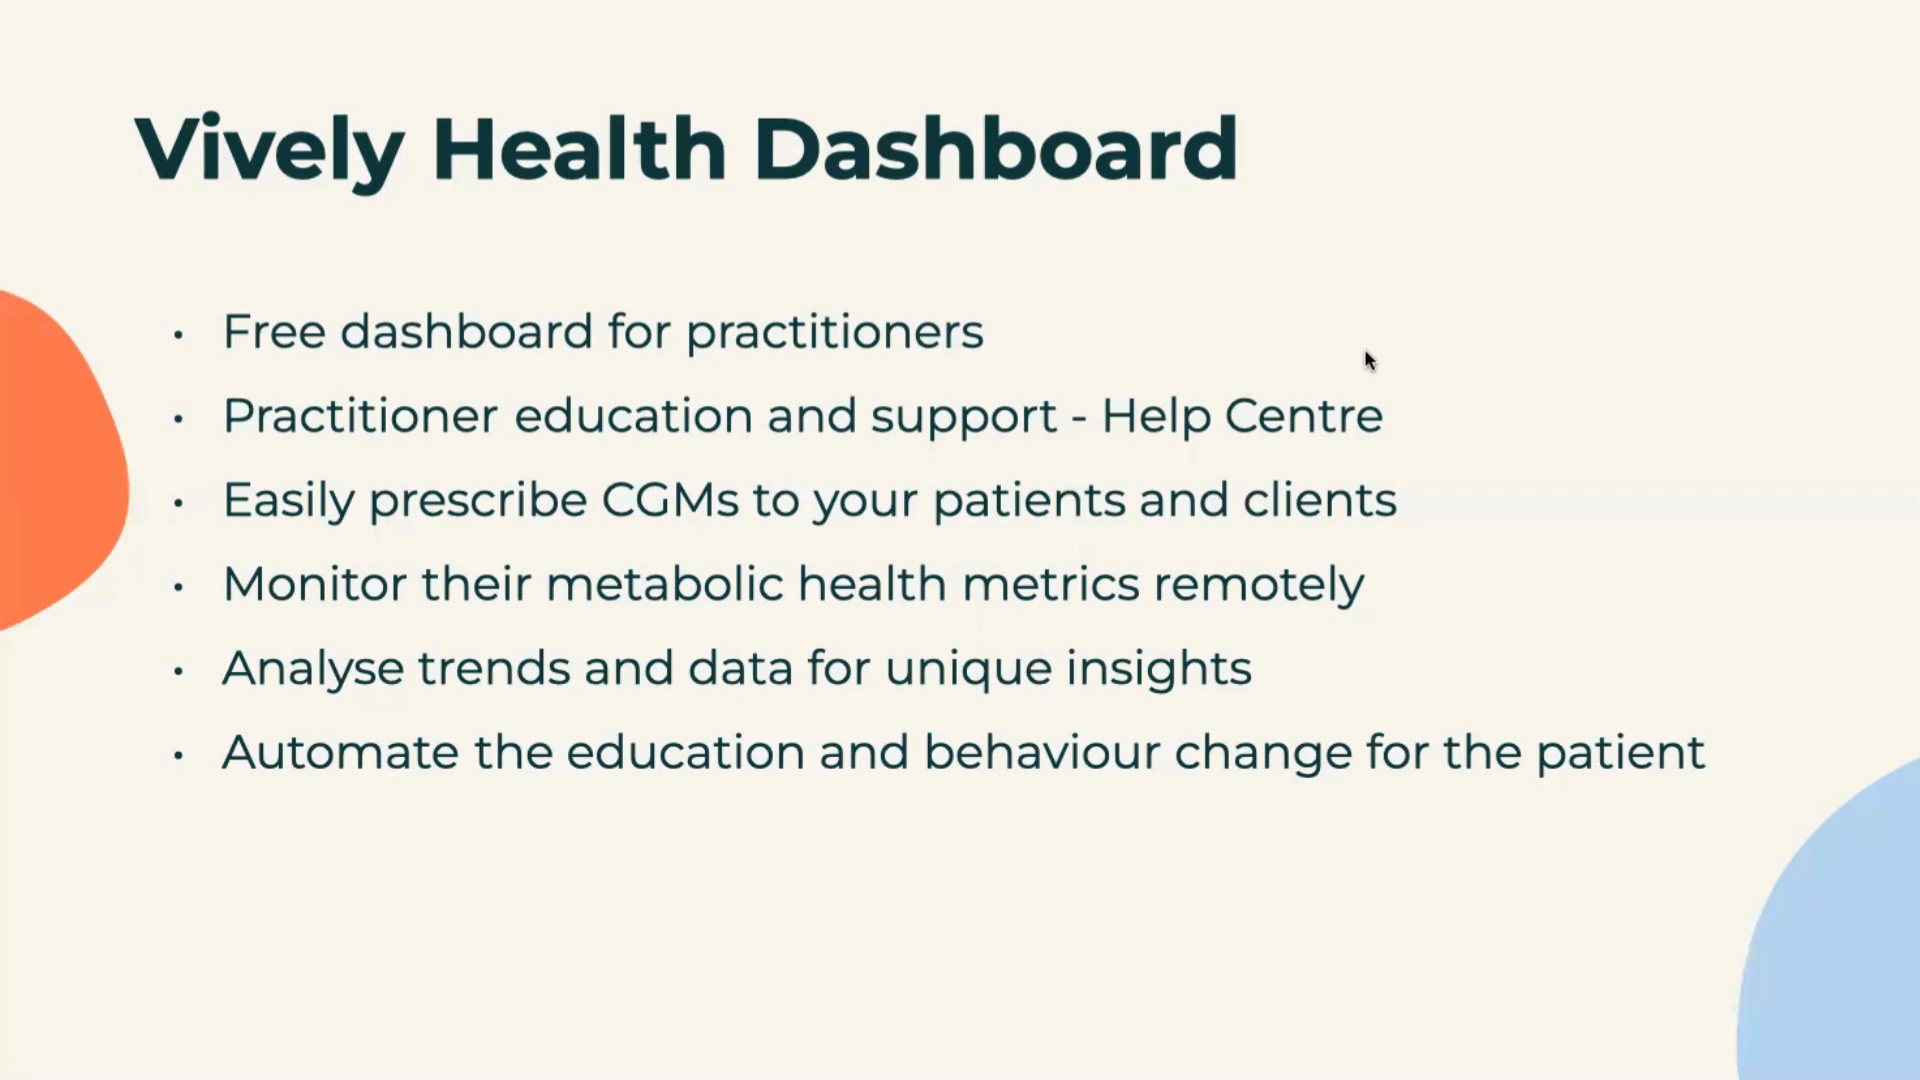 Vively Health Dashboard
• Free dashboard for practitioners
• Practitioner education and support - Help Centre
• Easily prescribe CGMs to your patients and clients
• Monitor their metabolic health metrics remotely
• Analyse trends and data for unique insights
• Automate the education and behaviour change for the patient